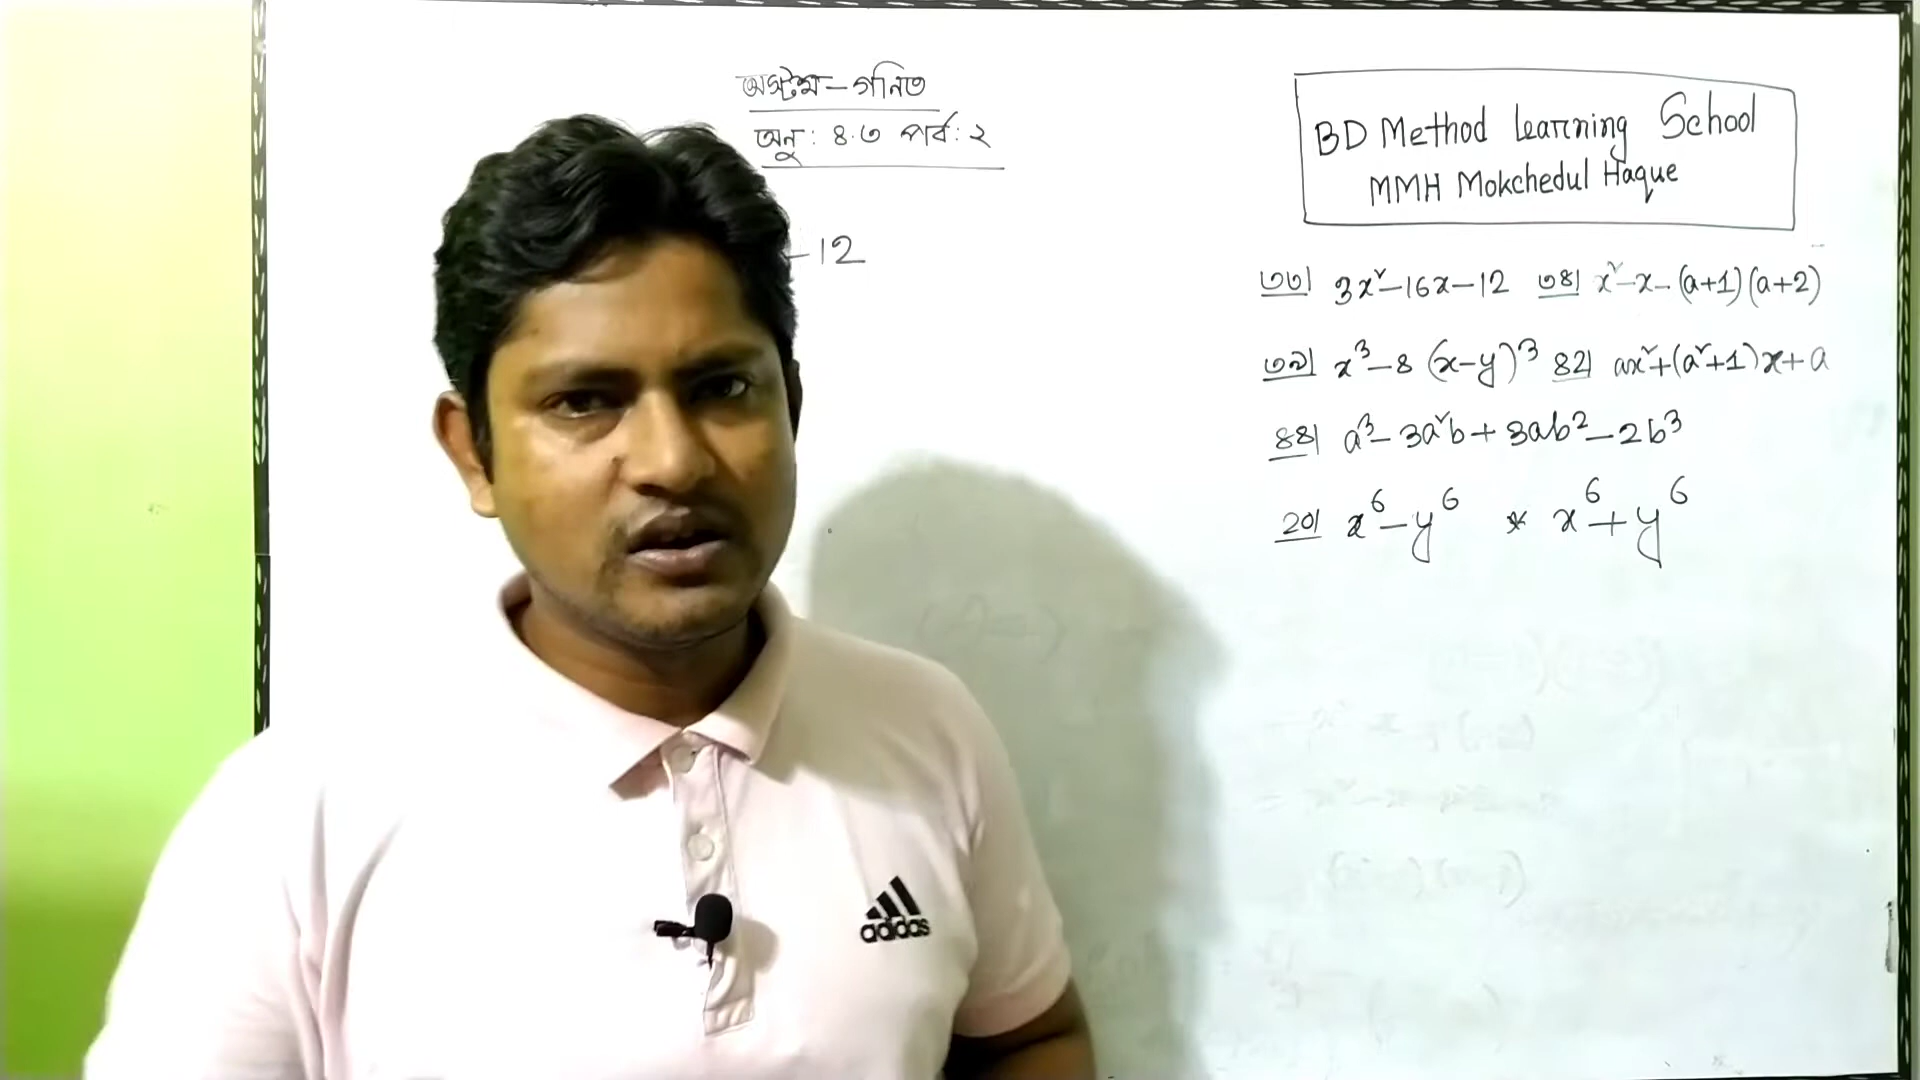 অষ্টম – গনিত
অনু : ৪.৩ পার্ব : ২
BD Method Learning School
MMH Mokchedul Haque
-12
৩৩| 3x² - 16x - 12 ৩৪| x² - x - (a+1)(a+2)
৩৯| x³ - 8 (x-y)³ ৪২| ax² + (a²+1)x + a
৪৪| a³ - 3a²b + 3ab² - 2b³
২০| x⁶ - y⁶ * x⁶ + y⁶
adidas